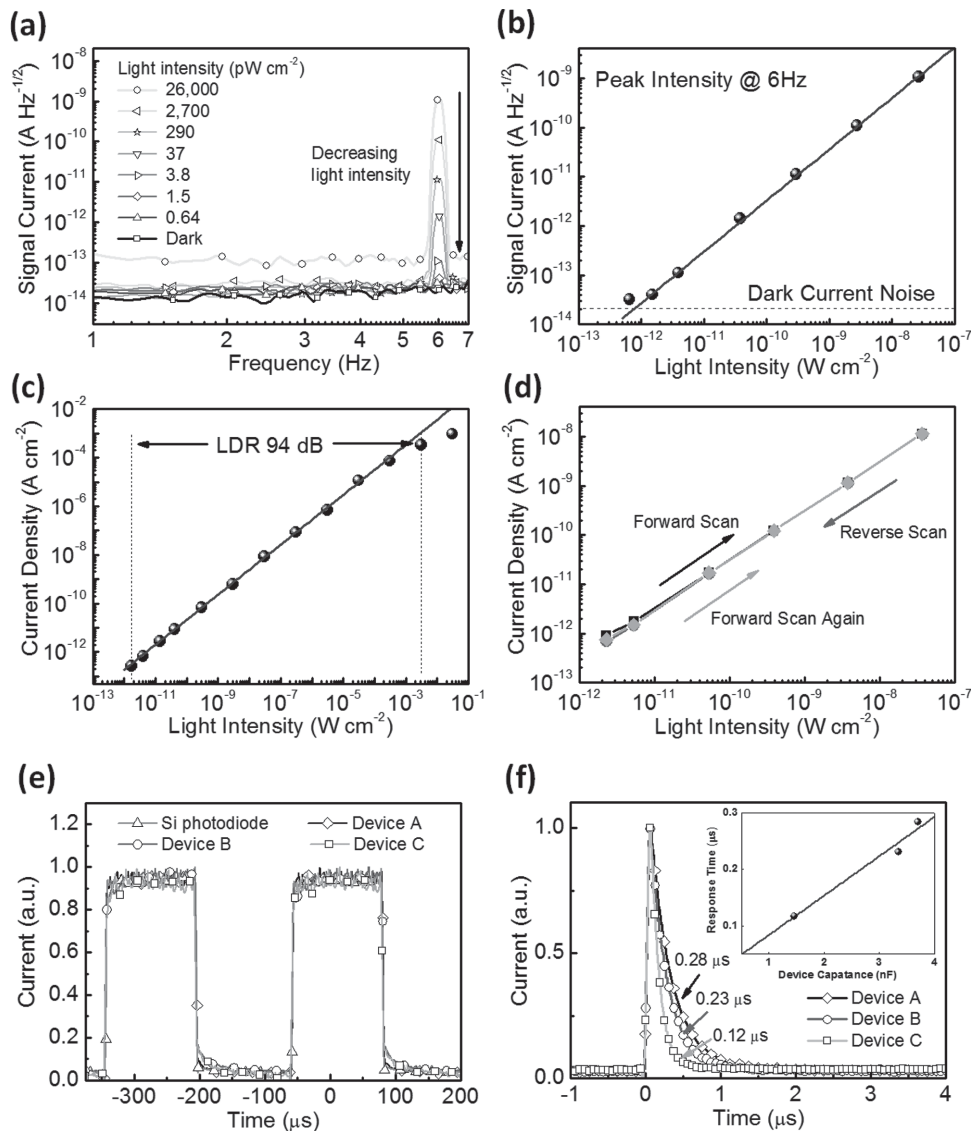 (a)
10⁻⁸
10⁻⁹
10⁻¹⁰
10⁻¹¹
10⁻¹²
10⁻¹³
10⁻¹⁴
Signal Current (A Hz⁻¹/²)
Light intensity (pW cm⁻²)
26,000
2,700
290
37
3.8
1.5
0.64
Dark
Decreasing
light intensity
1 2 3 4 5 6 7
Frequency (Hz)
(b)
10⁻⁹
10⁻¹⁰
10⁻¹¹
10⁻¹²
10⁻¹³
10⁻¹⁴
Signal Current (A Hz⁻¹/²)
Peak Intensity @ 6Hz
Dark Current Noise
10⁻¹³ 10⁻¹² 10⁻¹¹ 10⁻¹⁰ 10⁻⁹ 10⁻⁸ 10⁻⁷
Light Intensity (W cm⁻²)
(c)
10⁻²
10⁻⁴
10⁻⁶
10⁻⁸
10⁻¹⁰
10⁻¹²
Current Density (A cm⁻²)
LDR 94 dB
10⁻¹³ 10⁻¹¹ 10⁻⁹ 10⁻⁷ 10⁻⁵ 10⁻³ 10⁻¹
Light Intensity (W cm⁻²)
(d)
10⁻⁸
10⁻⁹
10⁻¹⁰
10⁻¹¹
10⁻¹²
10⁻¹³
Current Density (A cm⁻²)
Forward Scan
Reverse Scan
Forward Scan Again
10⁻¹² 10⁻¹¹ 10⁻¹⁰ 10⁻⁹ 10⁻⁸ 10⁻⁷
Light Intensity (W cm⁻²)
(e)
1.2
1.0
0.8
0.6
0.4
0.2
0.0
Current (a.u.)
Si photodiode Device A
Device B Device C
-300 -200 -100 0 100 200
Time (μs)
(f)
1.0
0.5
0.0
Current (a.u.)
0.3
0.2
0.1
Response Time (μs)
1 2 3 4
Device Capatance (nF)
0.28 μs
0.23 μs
0.12 μs
Device A
Device B
Device C
-1 0 1 2 3 4
Time (μs)